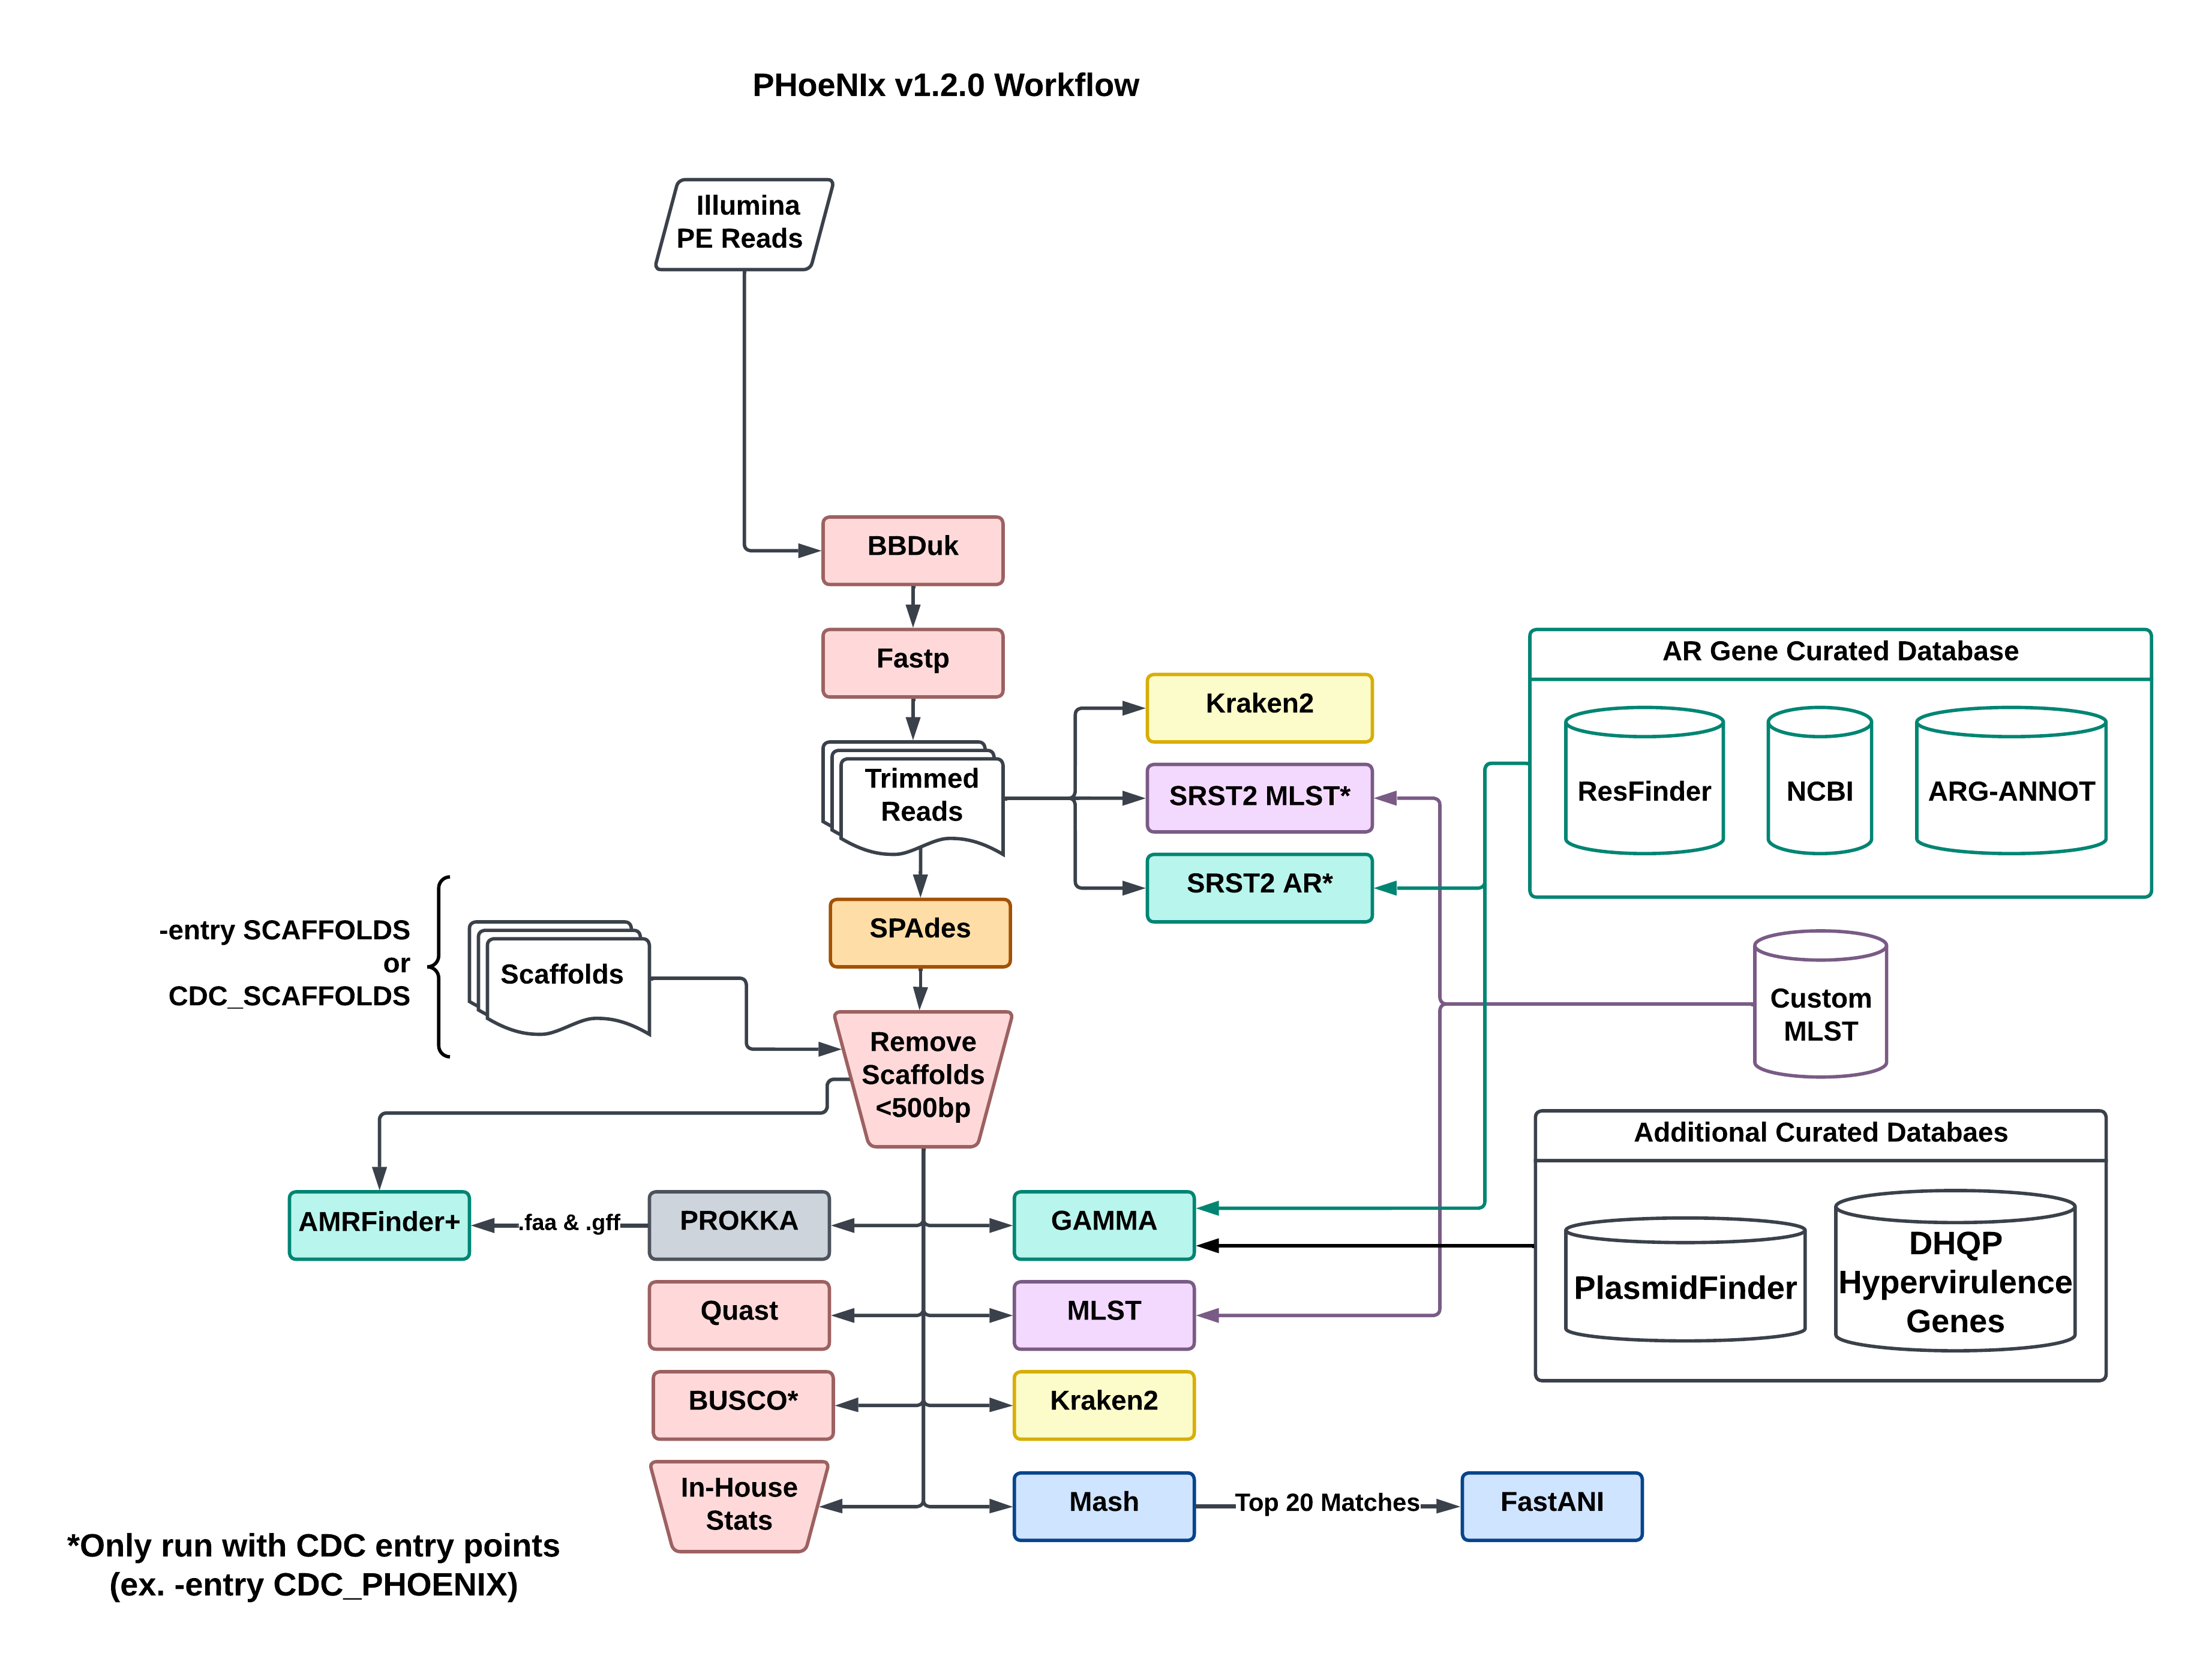 PHoeNIx v1.2.0 Workflow
Illumina
PE Reads
BBDuk
Fastp
Trimmed
Reads
Kraken2
SRST2 MLST*
SRST2 AR*
AR Gene Curated Database
ResFinder
NCBI
ARG-ANNOT
-entry SCAFFOLDS
or
CDC_SCAFFOLDS
Scaffolds
SPAdes
Remove
Scaffolds
<500bp
Custom
MLST
Additional Curated Databaes
PlasmidFinder
DHQP
Hypervirulence
Genes
AMRFinder+
.faa & .gff
PROKKA
GAMMA
Quast
MLST
BUSCO*
Kraken2
In-House
Stats
Mash
Top 20 Matches
FastANI
*Only run with CDC entry points
(ex. -entry CDC_PHOENIX)